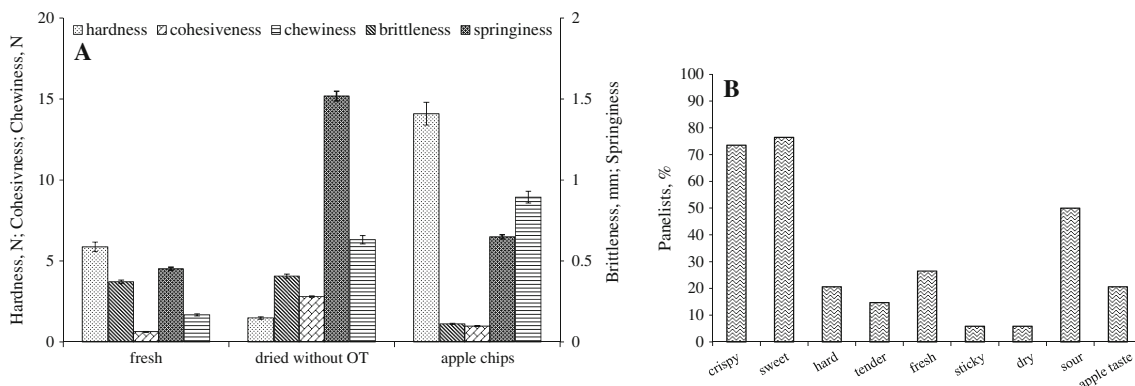 Hardness, N; Cohesivness; Chewiness, N
20
15
10
5
0
hardness cohesiveness chewiness brittleness springiness
A
fresh dried without OT apple chips
2
1.5
1
0.5
0
Brittleness, mm; Springiness
Panelists, %
100
90
80
70
60
50
40
30
20
10
0
B
crispy sweet hard tender fresh sticky dry sour apple taste